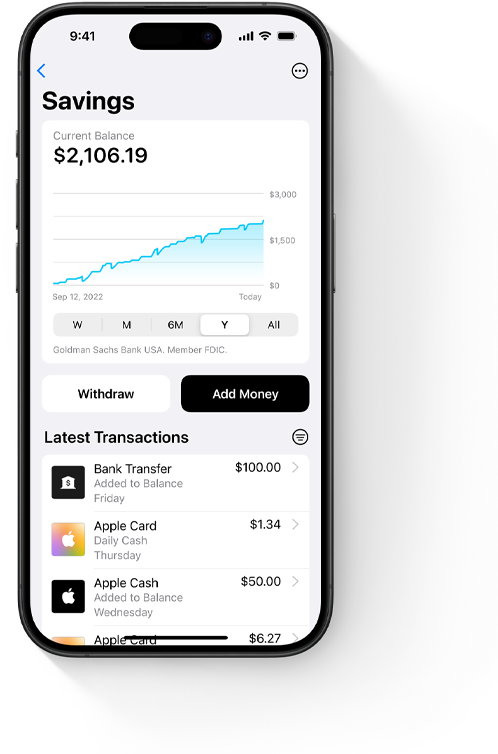 9:41
Savings
Current Balance
$2,106.19
$3,000
$1,500
$0
Sep 12, 2022 Today
W M 6M Y All
Goldman Sachs Bank USA. Member FDIC.
Withdraw Add Money
Latest Transactions
Bank Transfer $100.00
Added to Balance
Friday
Apple Card $1.34
Daily Cash
Thursday
Apple Cash $50.00
Added to Balance
Wednesday
Apple Card $6.27